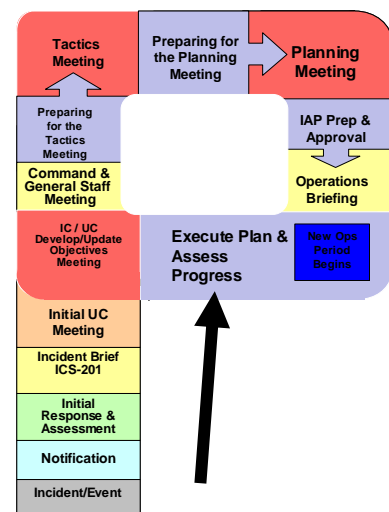 Tactics
Meeting
Preparing for
the Planning
Meeting
Planning
Meeting
Preparing
for the
Tactics
Meeting
IAP Prep &
Approval
Command &
General Staff
Meeting
Operations
Briefing
IC / UC
Develop/Update
Objectives
Meeting
Execute Plan &
Assess
Progress
New Ops
Period
Begins
Initial UC
Meeting
Incident Brief
ICS-201
Initial
Response &
Assessment
Notification
Incident/Event